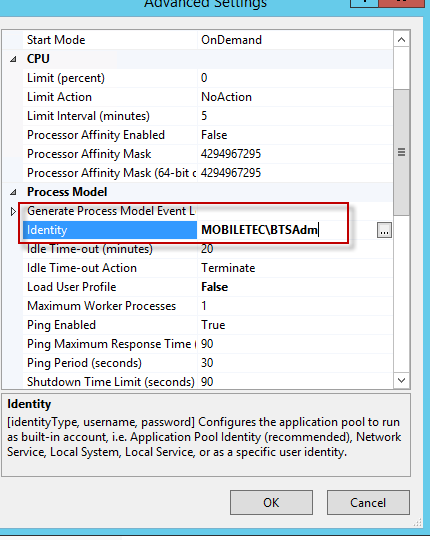 Advanced Settings
Start Mode OnDemand
CPU
Limit (percent) 0
Limit Action NoAction
Limit Interval (minutes) 5
Processor Affinity Enabled False
Processor Affinity Mask 4294967295
Processor Affinity Mask (64-bit c 4294967295
Process Model
Generate Process Model Event L
Identity MOBILETEC\BTSAdm ...
Idle Time-out (minutes) 20
Idle Time-out Action Terminate
Load User Profile False
Maximum Worker Processes 1
Ping Enabled True
Ping Maximum Response Time ( 90
Ping Period (seconds) 30
Shutdown Time Limit (seconds) 90
Identity
[identityType, username, password] Configures the application pool to run
as built-in account, i.e. Application Pool Identity (recommended), Network
Service, Local System, Local Service, or as a specific user identity.
OK Cancel